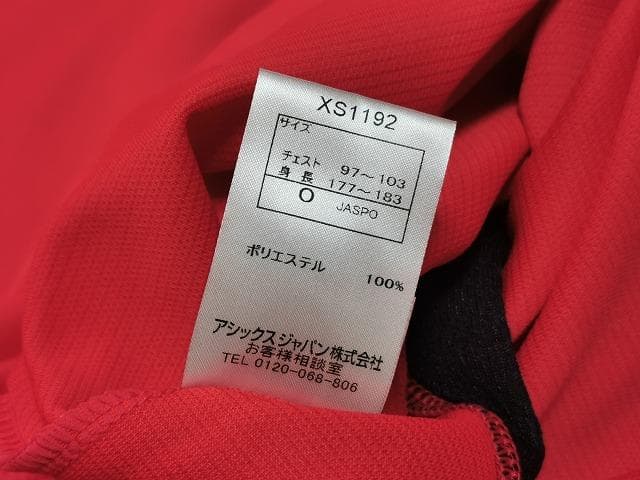 XS1192
サイズ
チェスト 97～103
身長 177～183
O JASPO
ポリエステル 100%
アシックスジャパン株式会社
お客様相談室
TEL 0120-068-806